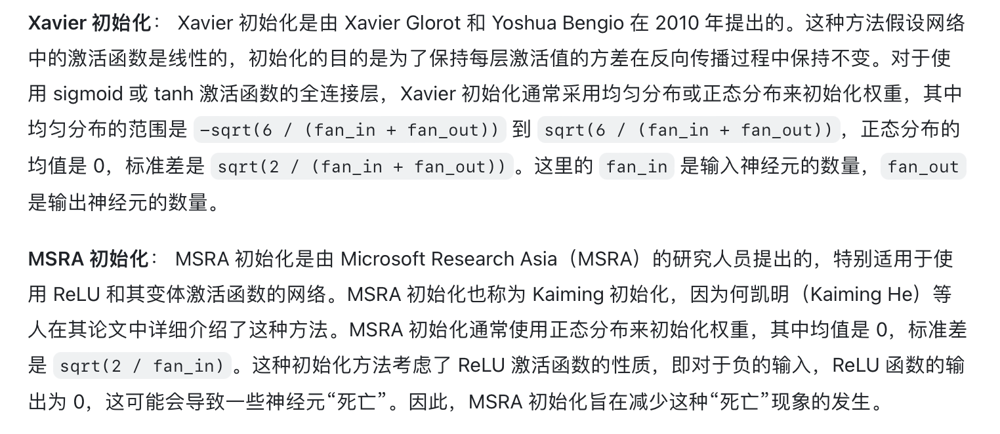 Xavier 初始化： Xavier 初始化是由 Xavier Glorot 和 Yoshua Bengio 在 2010 年提出的。这种方法假设网络
中的激活函数是线性的，初始化的目的是为了保持每层激活值的方差在反向传播过程中保持不变。对于使
用 sigmoid 或 tanh 激活函数的全连接层，Xavier 初始化通常采用均匀分布或正态分布来初始化权重，其中
均匀分布的范围是 -sqrt(6 / (fan_in + fan_out)) 到 sqrt(6 / (fan_in + fan_out))，正态分布的
均值是 0，标准差是 sqrt(2 / (fan_in + fan_out))。这里的 fan_in 是输入神经元的数量，fan_out
是输出神经元的数量。
MSRA 初始化： MSRA 初始化是由 Microsoft Research Asia（MSRA）的研究人员提出的，特别适用于使
用 ReLU 和其变体激活函数的网络。MSRA 初始化也称为 Kaiming 初始化，因为何凯明（Kaiming He）等
人在其论文中详细介绍了这种方法。MSRA 初始化通常使用正态分布来初始化权重，其中均值是 0，标准差
是 sqrt(2 / fan_in)。这种初始化方法考虑了 ReLU 激活函数的性质，即对于负的输入，ReLU 函数的输
出为 0，这可能会导致一些神经元“死亡”。因此，MSRA 初始化旨在减少这种“死亡”现象的发生。